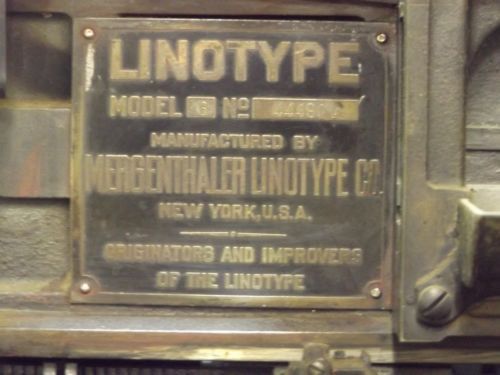 LINOTYPE
MODEL Nº
MANUFACTURED BY
MERGENTHALER LINOTYPE CO.
NEW YORK, U.S.A.
ORIGINATORS AND IMPROVERS
OF THE LINOTYPE